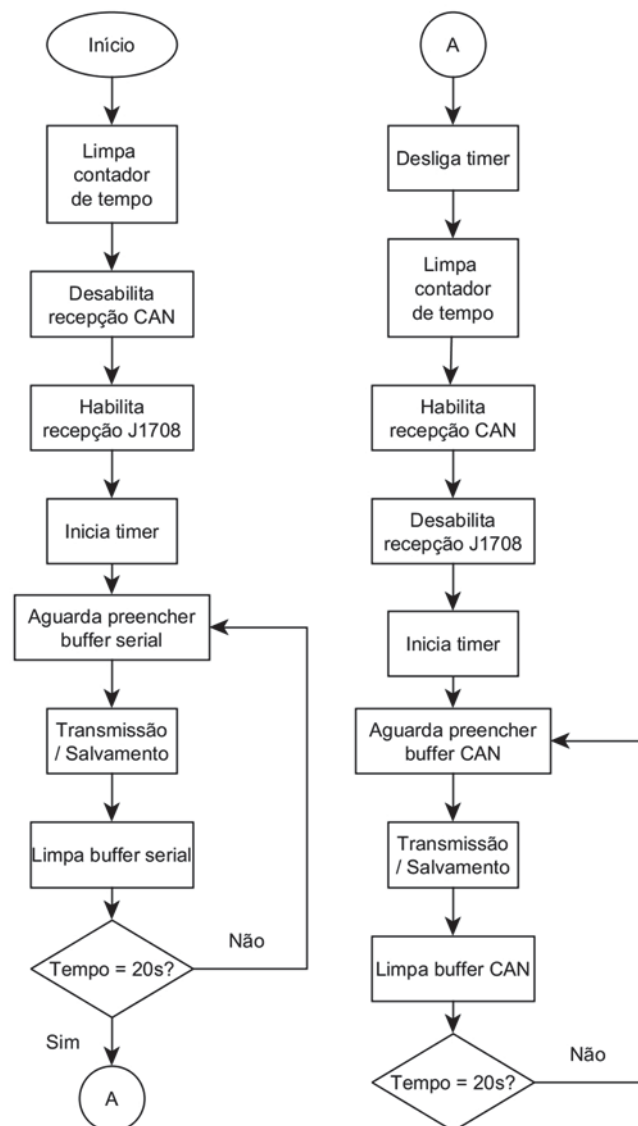 Início
Limpa
contador
de tempo
Desabilita
recepção CAN
Habilita
recepção J1708
Inicia timer
Aguarda preencher
buffer serial
Transmissão
/ Salvamento
Limpa buffer serial
Tempo = 20s?
Não
Sim
A
A
Desliga timer
Limpa
contador
de tempo
Habilita
recepção CAN
Desabilita
recepção J1708
Inicia timer
Aguarda preencher
buffer CAN
Transmissão
/ Salvamento
Limpa buffer CAN
Tempo = 20s?
Não